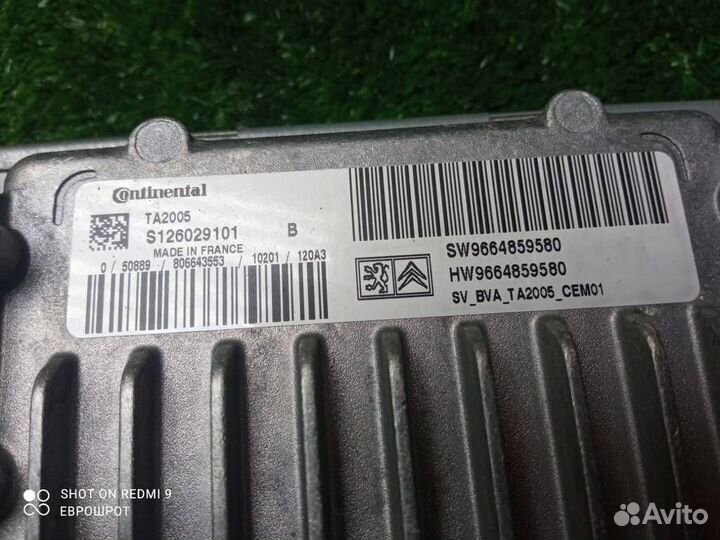 Continental
TA2005
S126029101 B
MADE IN FRANCE
0 / 50889 / 806643553 / 10201 / 120A3
SW9664859580
HW9664859580
SV_BVA_TA2005_CEM01
SHOT ON REDMI 9
ЕВРОШРОТ
Avito